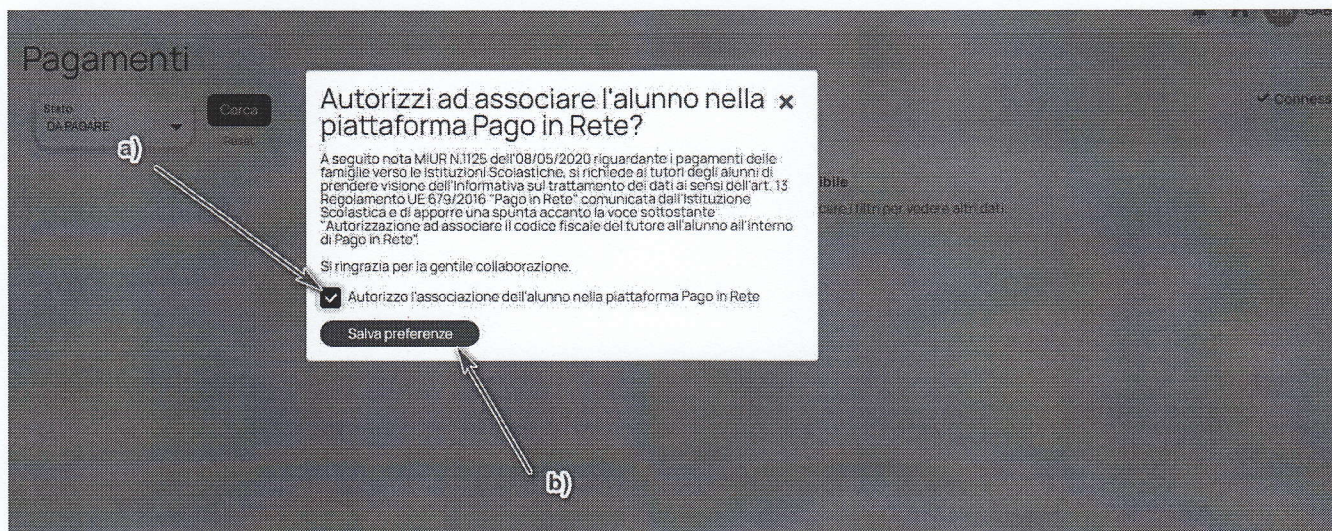 Pagamenti
Stato
DA PAGARE
Cerca
Reset
a)
Autorizzi ad associare l'alunno nella
piattaforma Pago in Rete?
A seguito nota MIUR N.1125 dell'08/05/2020 riguardante i pagamenti delle
famiglie verso le Istituzioni Scolastiche, si richiede ai tutori degli alunni di
prendere visione dell'Informativa sul trattamento dei dati ai sensi dell'art. 13
Regolamento UE 679/2016 "Pago in Rete" comunicata dall'Istituzione
Scolastica e di apporre una spunta accanto la voce sottostante
"Autorizzazione ad associare il codice fiscale del tutore all'alunno all'interno
di Pago in Rete".
Si ringrazia per la gentile collaborazione.
Autorizzo l'associazione dell'alunno nella piattaforma Pago in Rete
Salva preferenze
b)
Conness
ibile
care i filtri per vedere altri dati